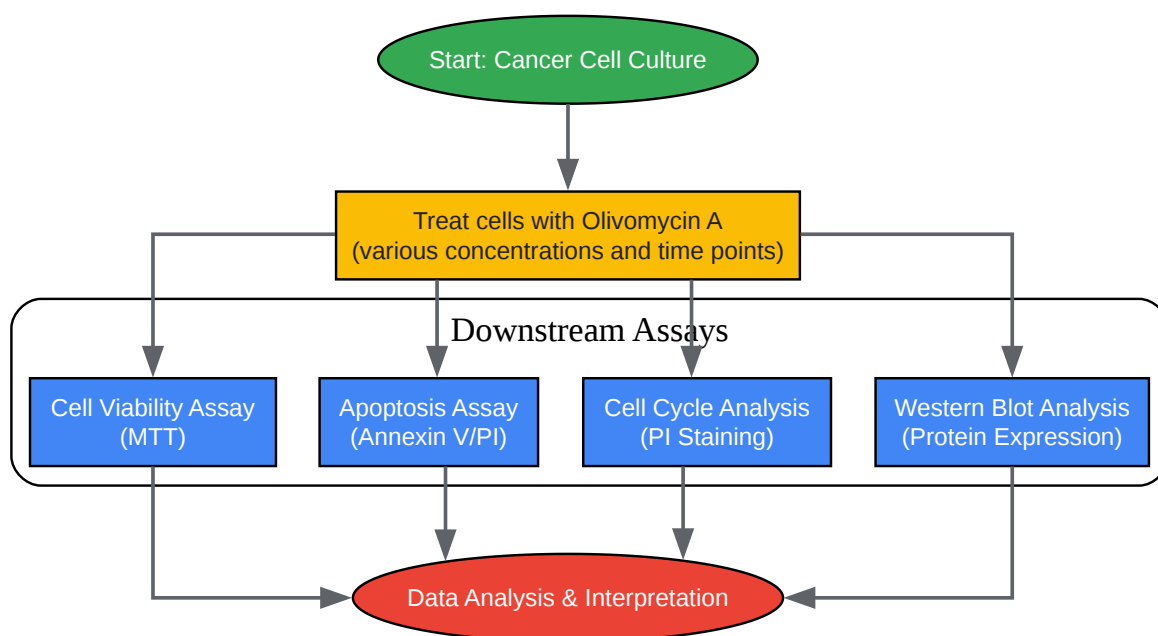 Start: Cancer Cell Culture
Treat cells with Olivomycin A
(various concentrations and time points)
Downstream Assays
Cell Viability Assay
(MTT)
Apoptosis Assay
(Annexin V/PI)
Cell Cycle Analysis
(PI Staining)
Western Blot Analysis
(Protein Expression)
Data Analysis & Interpretation